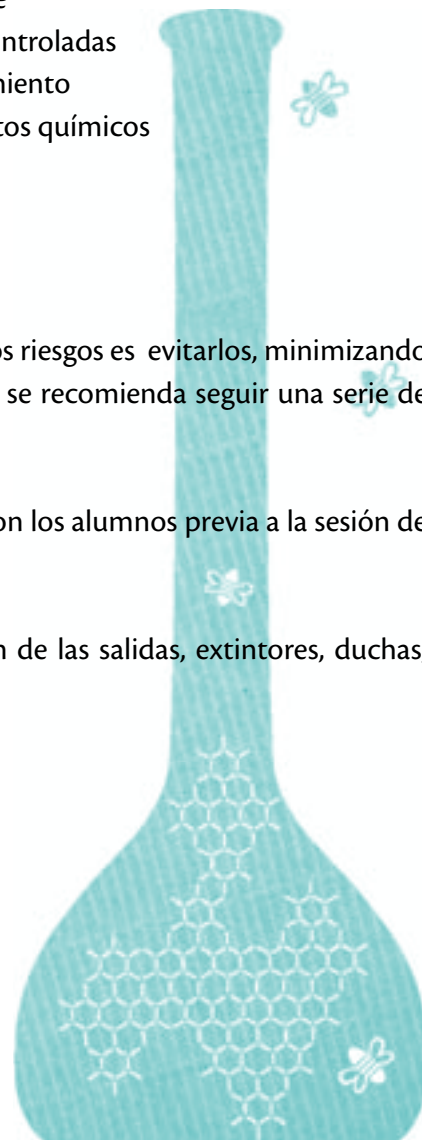 ntroladas
miento
tos químicos
os riesgos es evitarlos, minimizando
se recomienda seguir una serie de
on los alumnos previa a la sesión de
n de las salidas, extintores, duchas,